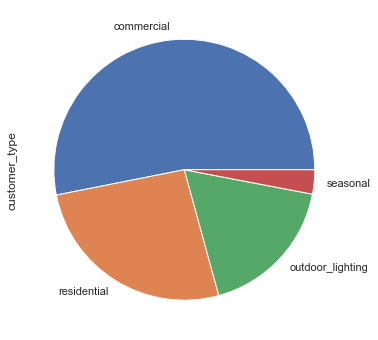 commercial
customer_type
seasonal
outdoor_lighting
residential